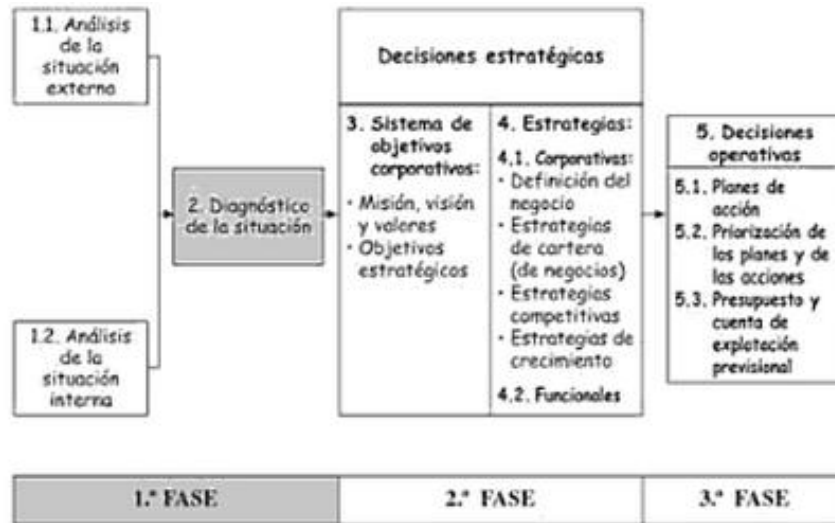 1.1. Análisis
de la
situación
externa
1.2. Análisis
de la
situación
interna
2. Diagnóstico
de la situación
Decisiones estratégicas
3. Sistema de
objetivos
corporativos:
• Misión, visión
y valores
• Objetivos
estratégicos
4. Estrategias:
4.1. Corporativas:
• Definición del
negocio
• Estrategias
de cartera
(de negocios)
• Estrategias
competitivas
• Estrategias de
crecimiento
4.2. Funcionales
5. Decisiones
operativas
5.1. Planes de
acción
5.2. Priorización de
los planes y de
las acciones
5.3. Presupuesto y
cuenta de
explotación
previsional
1.ª FASE
2.ª FASE
3.ª FASE